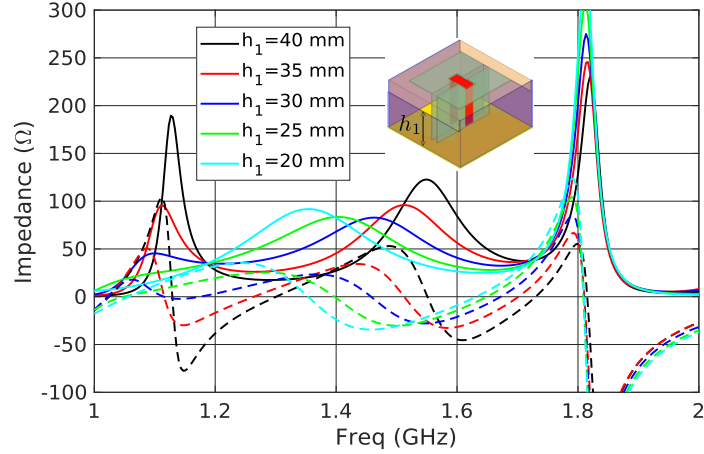 300
250
200
150
100
50
0
-50
-100
Impedance (Ω)
h₁=40 mm
h₁=35 mm
h₁=30 mm
h₁=25 mm
h₁=20 mm
h₁
1 1.2 1.4 1.6 1.8 2
Freq (GHz)